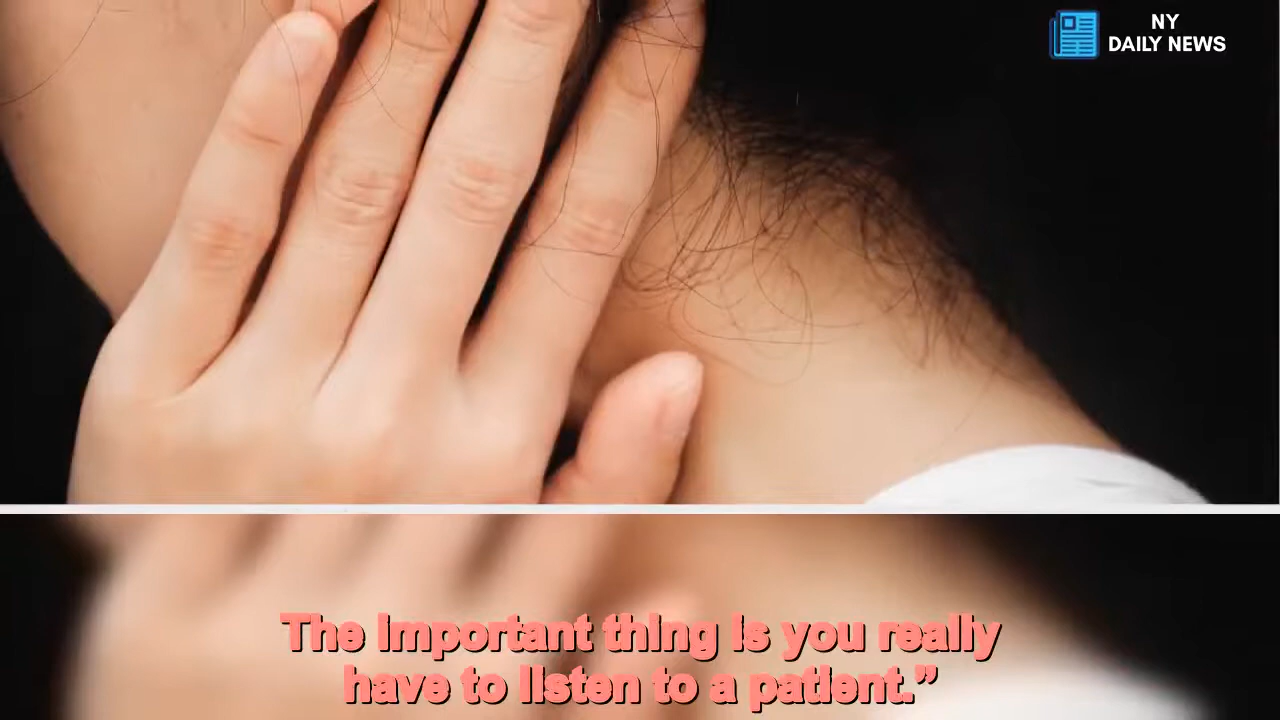 NY
DAILY NEWS
The important thing is you really
have to listen to a patient.”